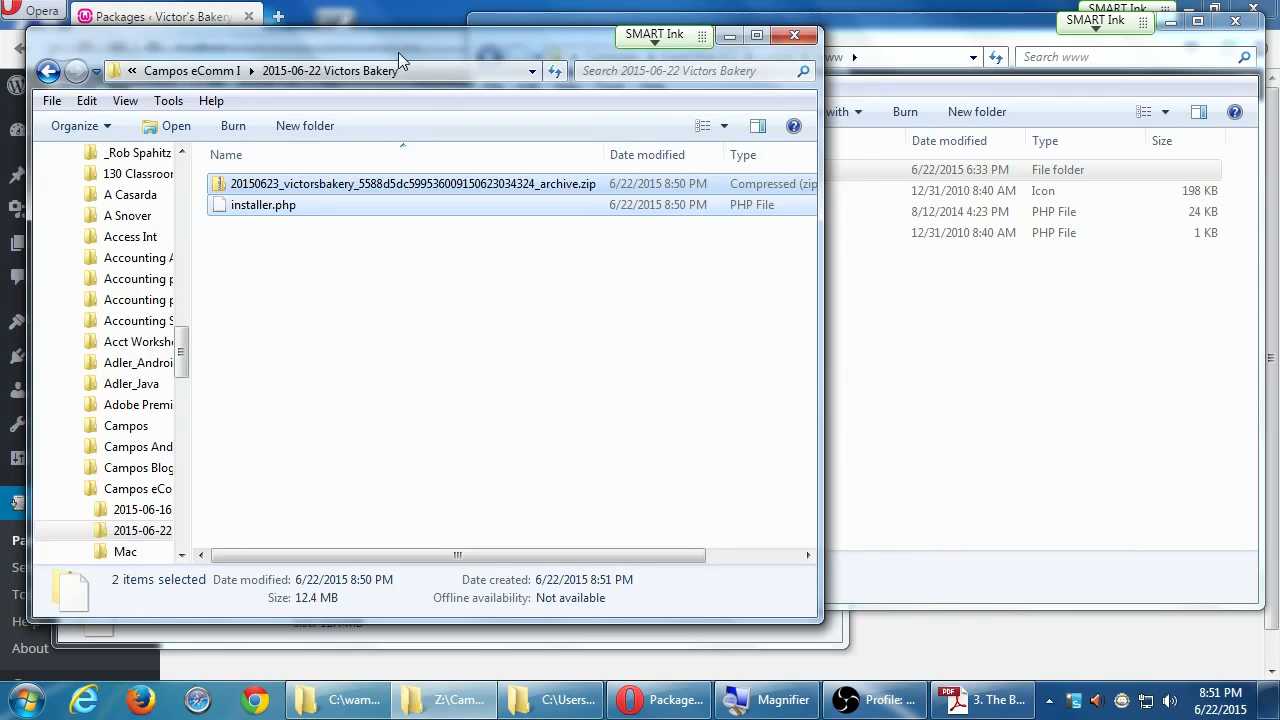 Opera
Packages ‹ Victor's Bakery
SMART Ink
SMART Ink
SMART Ink
Campos eComm I
2015-06-22 Victors Bakery
Search 2015-06-22 Victors Bakery
Search www
File Edit View Tools Help
Organize Open Burn New folder
with Burn New folder
Name Date modified Type
Date modified Type Size
20150623_victorsbakery_5588d5dc599536009150623034324_archive.zip 6/22/2015 8:50 PM Compressed (zip
installer.php 6/22/2015 8:50 PM PHP File
6/22/2015 6:33 PM File folder
12/31/2010 8:40 AM Icon 198 KB
8/12/2014 4:23 PM PHP File 24 KB
12/31/2010 8:40 AM PHP File 1 KB
_Rob Spahitz
130 Classroor
A Casarda
A Snover
Access Int
Accounting A
Accounting p
Accounting p
Accounting S
Acct Worksho
Adler_Androi
Adler_Java
Adobe Premi
Campos
Campos And
Campos Blog
Campos eCo
2015-06-16
2015-06-22
Mac
2 items selected Date modified: 6/22/2015 8:50 PM Date created: 6/22/2015 8:51 PM
Size: 12.4 MB Offline availability: Not available
About
C:\wam... Z:\Cam... C:\Users... Package... Magnifier Profile: ... 3. The B...
8:51 PM
6/22/2015